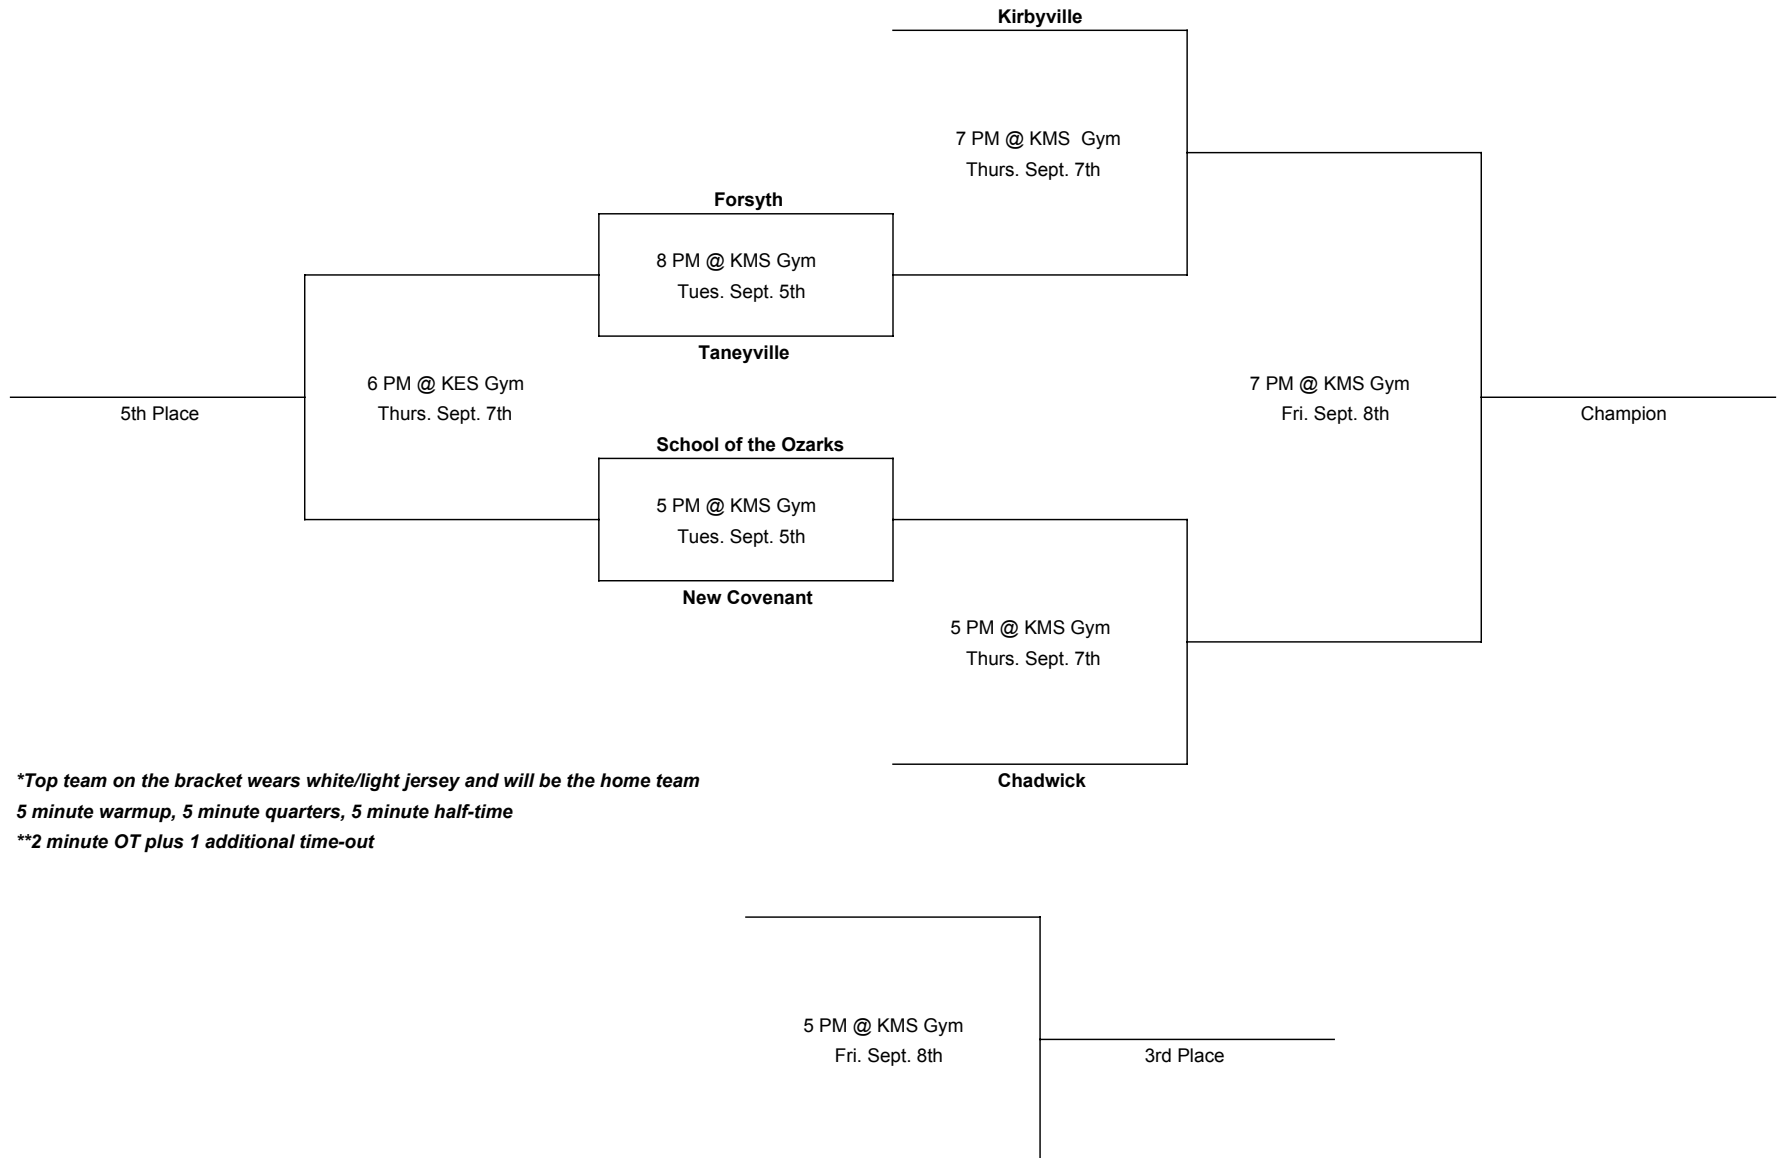 Kirbyville
7 PM @ KMS  Gym
Thurs. Sept. 7th
Forsyth
8 PM @ KMS Gym
Tues. Sept. 5th
Taneyville
6 PM @ KES Gym
Thurs. Sept. 7th
7 PM @ KMS Gym
Fri. Sept. 8th
5th Place
Champion
School of the Ozarks
5 PM @ KMS Gym
Tues. Sept. 5th
New Covenant
5 PM @ KMS Gym
Thurs. Sept. 7th
Chadwick
*Top team on the bracket wears white/light jersey and will be the home team
5 minute warmup, 5 minute quarters, 5 minute half-time
**2 minute OT plus 1 additional time-out
5 PM @ KMS Gym
Fri. Sept. 8th
3rd Place